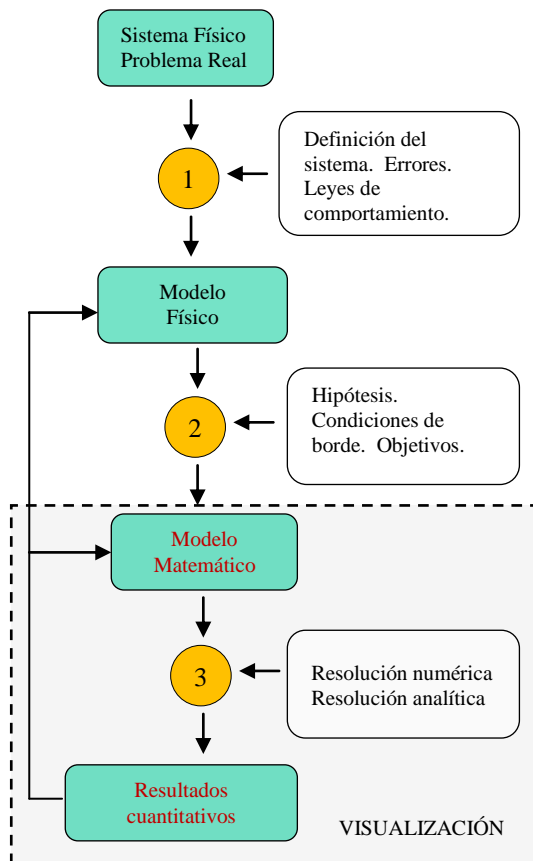 Sistema Físico
Problema Real
Definición del
sistema. Errores.
Leyes de
comportamiento.
1
Modelo
Físico
Hipótesis.
Condiciones de
borde. Objetivos.
2
Modelo
Matemático
Resolución numérica
Resolución analítica
3
Resultados
cuantitativos
VISUALIZACIÓN